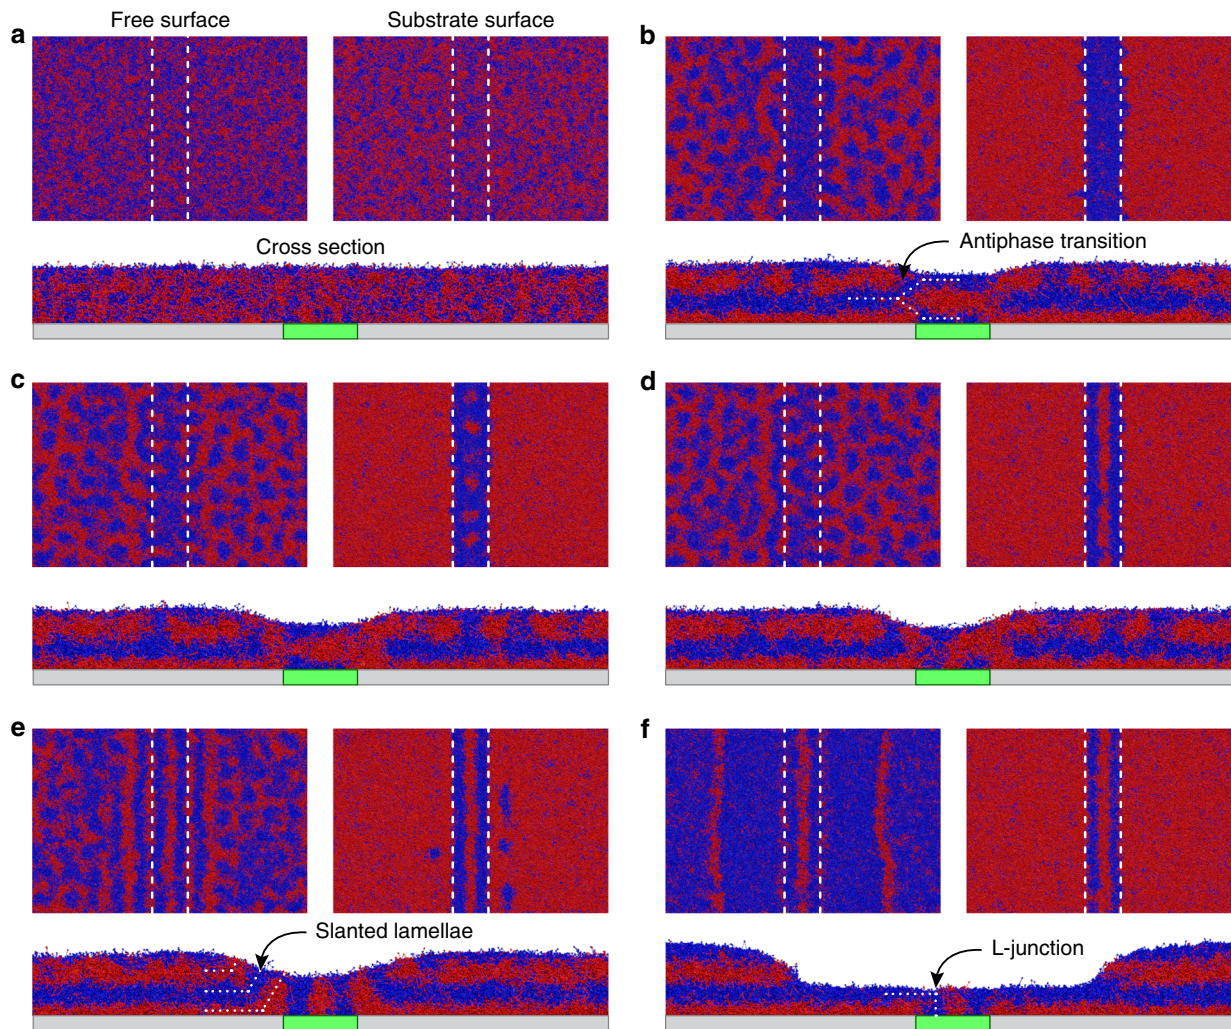 a
Free surface
Substrate surface
Cross section
b
Antiphase transition
c
d
e
Slanted lamellae
f
L-junction